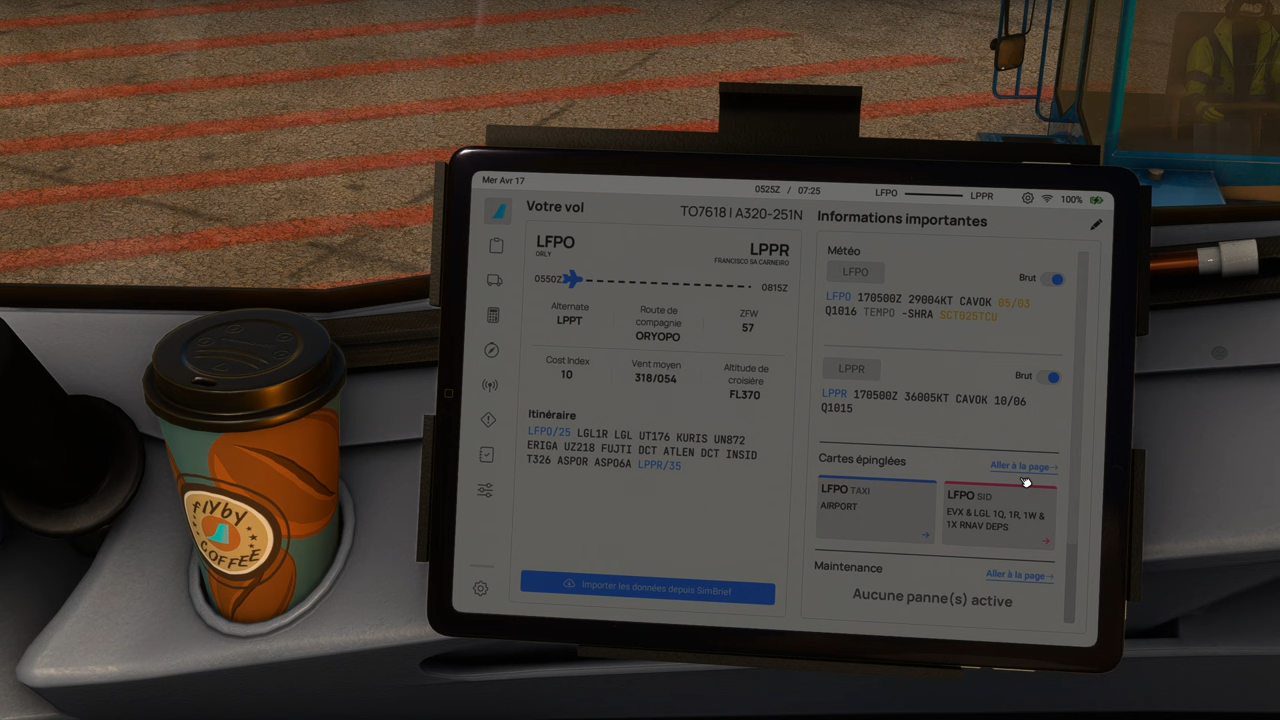 Mer Avr 17
0525Z / 07:25
LFPO LPPR
100%
Votre vol
TO7618 | A320-251N
LFPO
ORLY
LPPR
FRANCISCO SA CARNEIRO
0550Z
0815Z
Alternate
LPPT
Route de
compagnie
ORYOPO
ZFW
57
Cost Index
10
Vent moyen
318/054
Altitude de
croisière
FL370
Itinéraire
LFPO/25 LGL1R LGL UT176 KURIS UN872
ERIGA UZ218 FUJTI DCT ATLEN DCT INSID
T326 ASPOR ASPO6A LPPR/35
Importer les données depuis SimBrief
Informations importantes
Météo
LFPO
Brut
LFPO 170500Z 29004KT CAVOK 05/03
Q1016 TEMPO -SHRA SCTB25TCU
LPPR
Brut
LPPR 170500Z 36005KT CAVOK 10/06
Q1015
Cartes épinglées
Aller à la page→
LFPO TAXI
AIRPORT
LFPO SID
EVX & LGL 1Q, 1R, 1W &
1X RNAV DEPS
Maintenance
Aller à la page→
Aucune panne(s) active
flyby
COFFEE